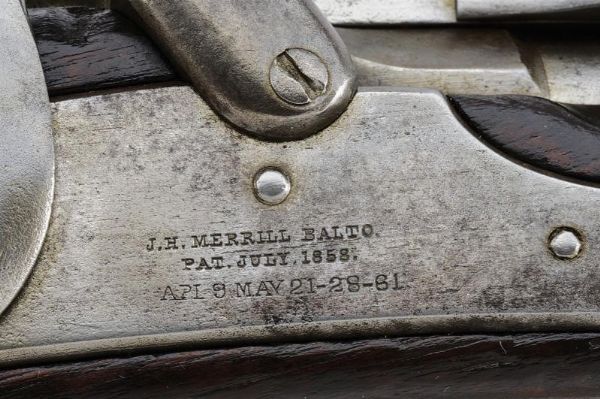 J.H. MERRILL BALTO.
PAT. JULY. 1858.
APL 9 MAY 21-28-61